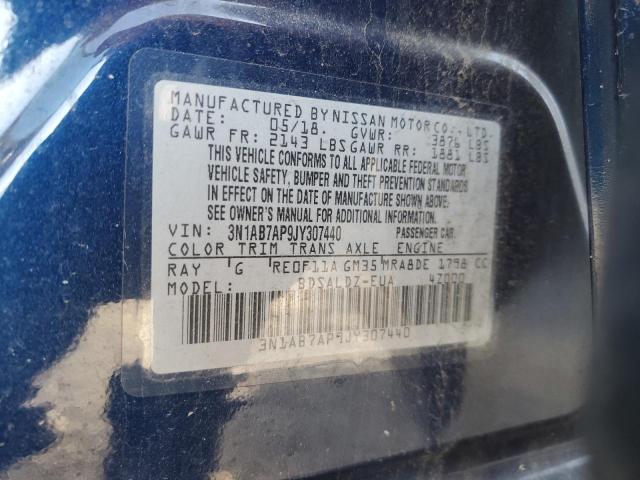 MANUFACTURED BY NISSAN MOTOR CO., LTD.
DATE: 05/18. GVWR: 3876 LBS
GAWR FR: 2143 LBS GAWR RR: 1881 LBS
THIS VEHICLE CONFORMS TO ALL APPLICABLE FEDERAL MOTOR
VEHICLE SAFETY, BUMPER AND THEFT PREVENTION STANDARDS
IN EFFECT ON THE DATE OF MANUFACTURE SHOWN ABOVE.
SEE OWNER'S MANUAL FOR ADDITIONAL INFORMATION.
VIN: 3N1AB7AP9JY307440 PASSENGER CAR.
COLOR TRIM TRANS AXLE ENGINE
RAY G RE0F11A GM35 MRA8DE 1798 CC
MODEL: BDSALDZ-EUA 4Z000
3N1AB7AP9JY307440